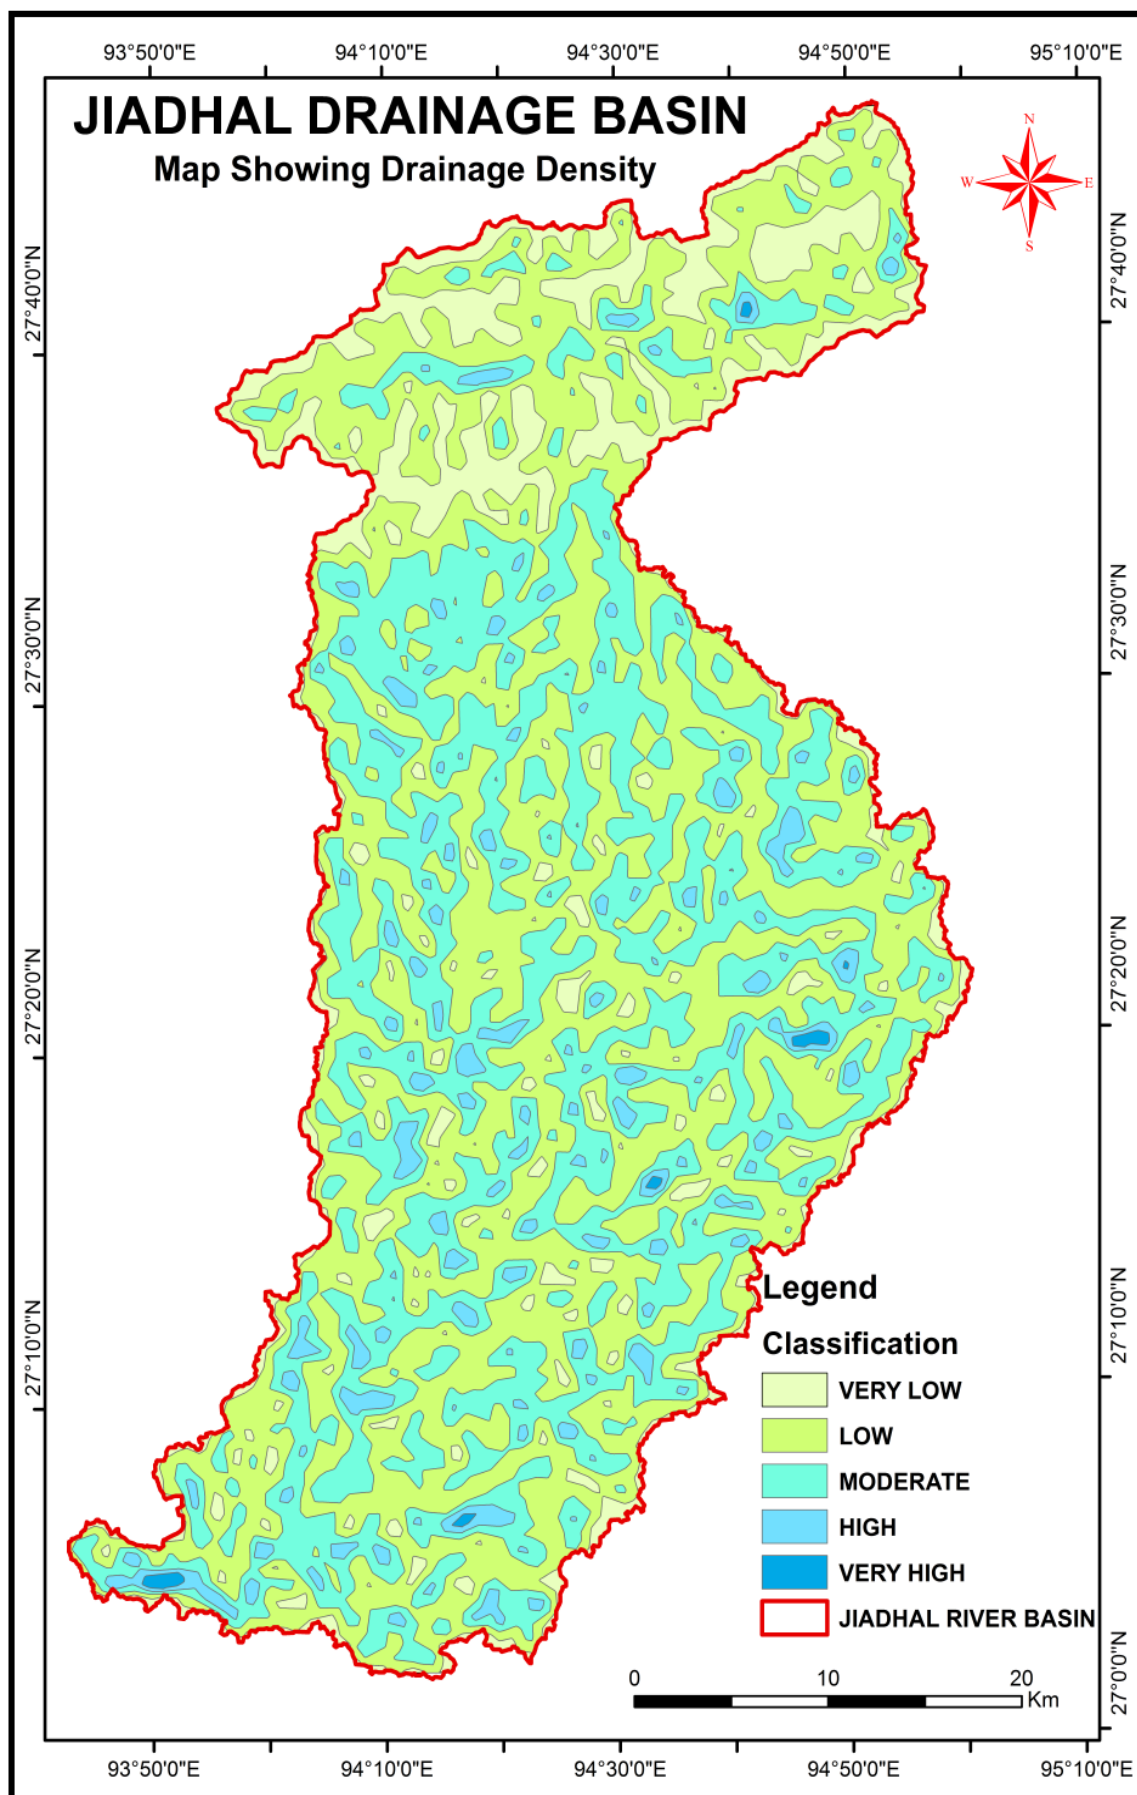 93°50'0"E 94°10'0"E 94°30'0"E 94°50'0"E 95°10'0"E
JIADHAL DRAINAGE BASIN
Map Showing Drainage Density
N
W E
S
27°40'0"N 27°40'0"N
27°30'0"N 27°30'0"N
27°20'0"N 27°20'0"N
27°10'0"N 27°10'0"N
Legend
Classification
VERY LOW
LOW
MODERATE
HIGH
VERY HIGH
JIADHAL RIVER BASIN
0 10 20
Km
27°0'0"N
93°50'0"E 94°10'0"E 94°30'0"E 94°50'0"E 95°10'0"E